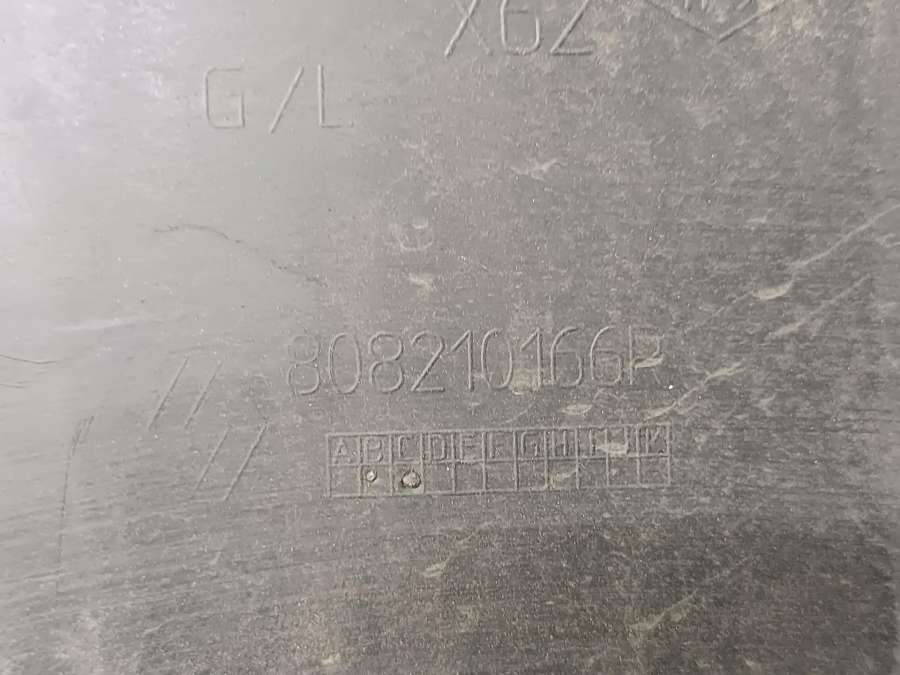 X62
G/L
808210166R
A B C D E F G H I K